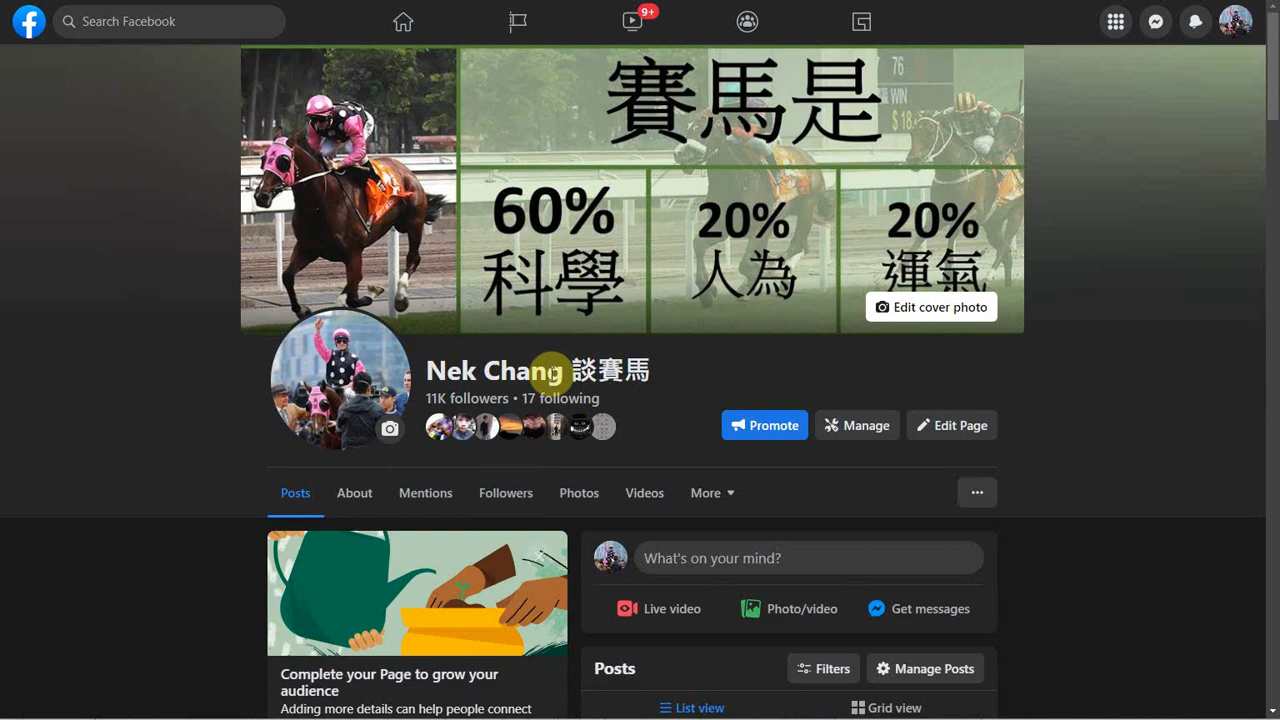 Search Facebook
9+
賽馬是
76
WIN
60%
科學
20%
人為
20%
運氣
Edit cover photo
Nek Chang 談賽馬
11K followers • 17 following
Promote
Manage
Edit Page
Posts
About
Mentions
Followers
Photos
Videos
More
What's on your mind?
Live video
Photo/video
Get messages
Complete your Page to grow your
audience
Adding more details can help people connect
Posts
Filters
Manage Posts
List view
Grid view